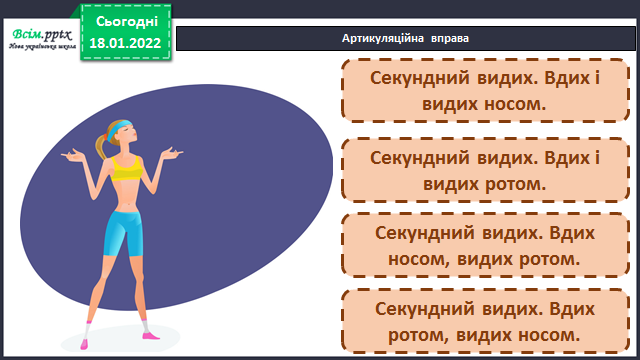 Всім.pptx
Нова українська школа
Сьогодні
18.01.2022
Артикуляційна вправа
Секундний видих. Вдих і
видих носом.
Секундний видих. Вдих і
видих ротом.
Секундний видих. Вдих
носом, видих ротом.
Секундний видих. Вдих
ротом, видих носом.